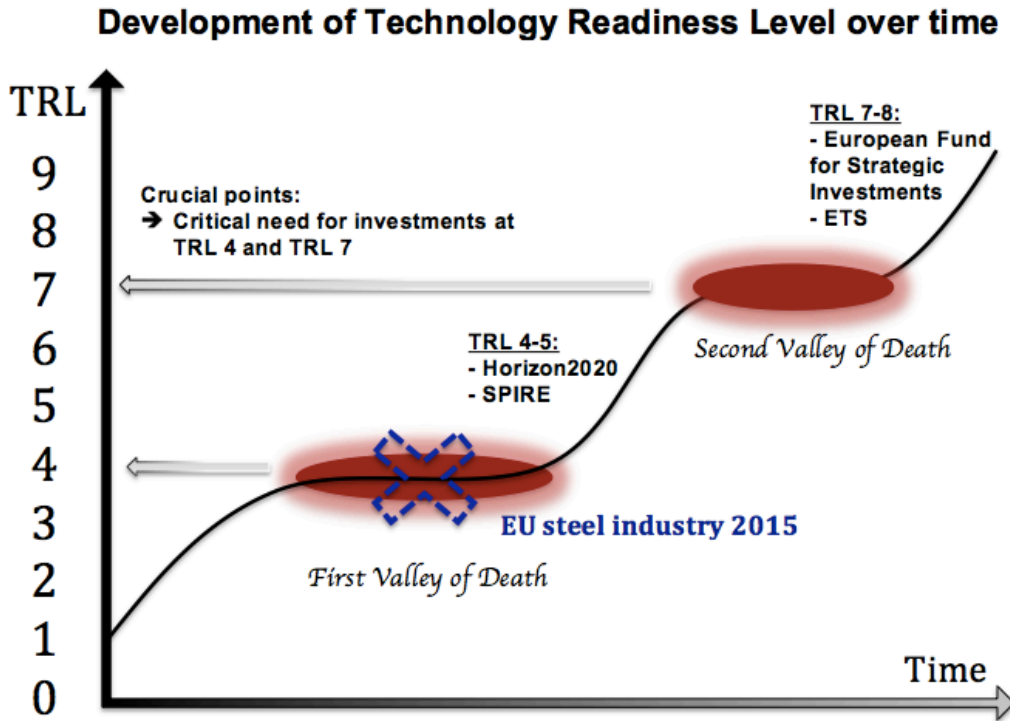 Development of Technology Readiness Level over time
TRL
9
8
7
6
5
4
3
2
1
0
Crucial points:
➔ Critical need for investments at
TRL 4 and TRL 7
TRL 7-8:
- European Fund
for Strategic
Investments
- ETS
TRL 4-5:
- Horizon2020
- SPIRE
Second Valley of Death
EU steel industry 2015
First Valley of Death
Time